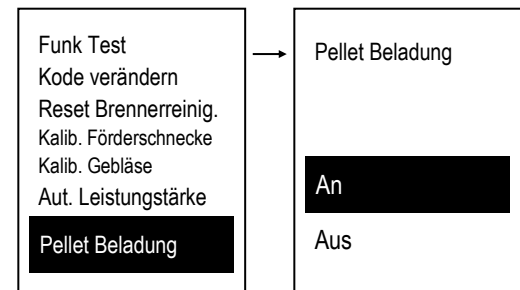 Funk Test
Kode verändern
Reset Brennerreinig.
Kalib. Förderschnecke
Kalib. Gebläse
Aut. Leistungstärke
Pellet Beladung
Pellet Beladung
An
Aus